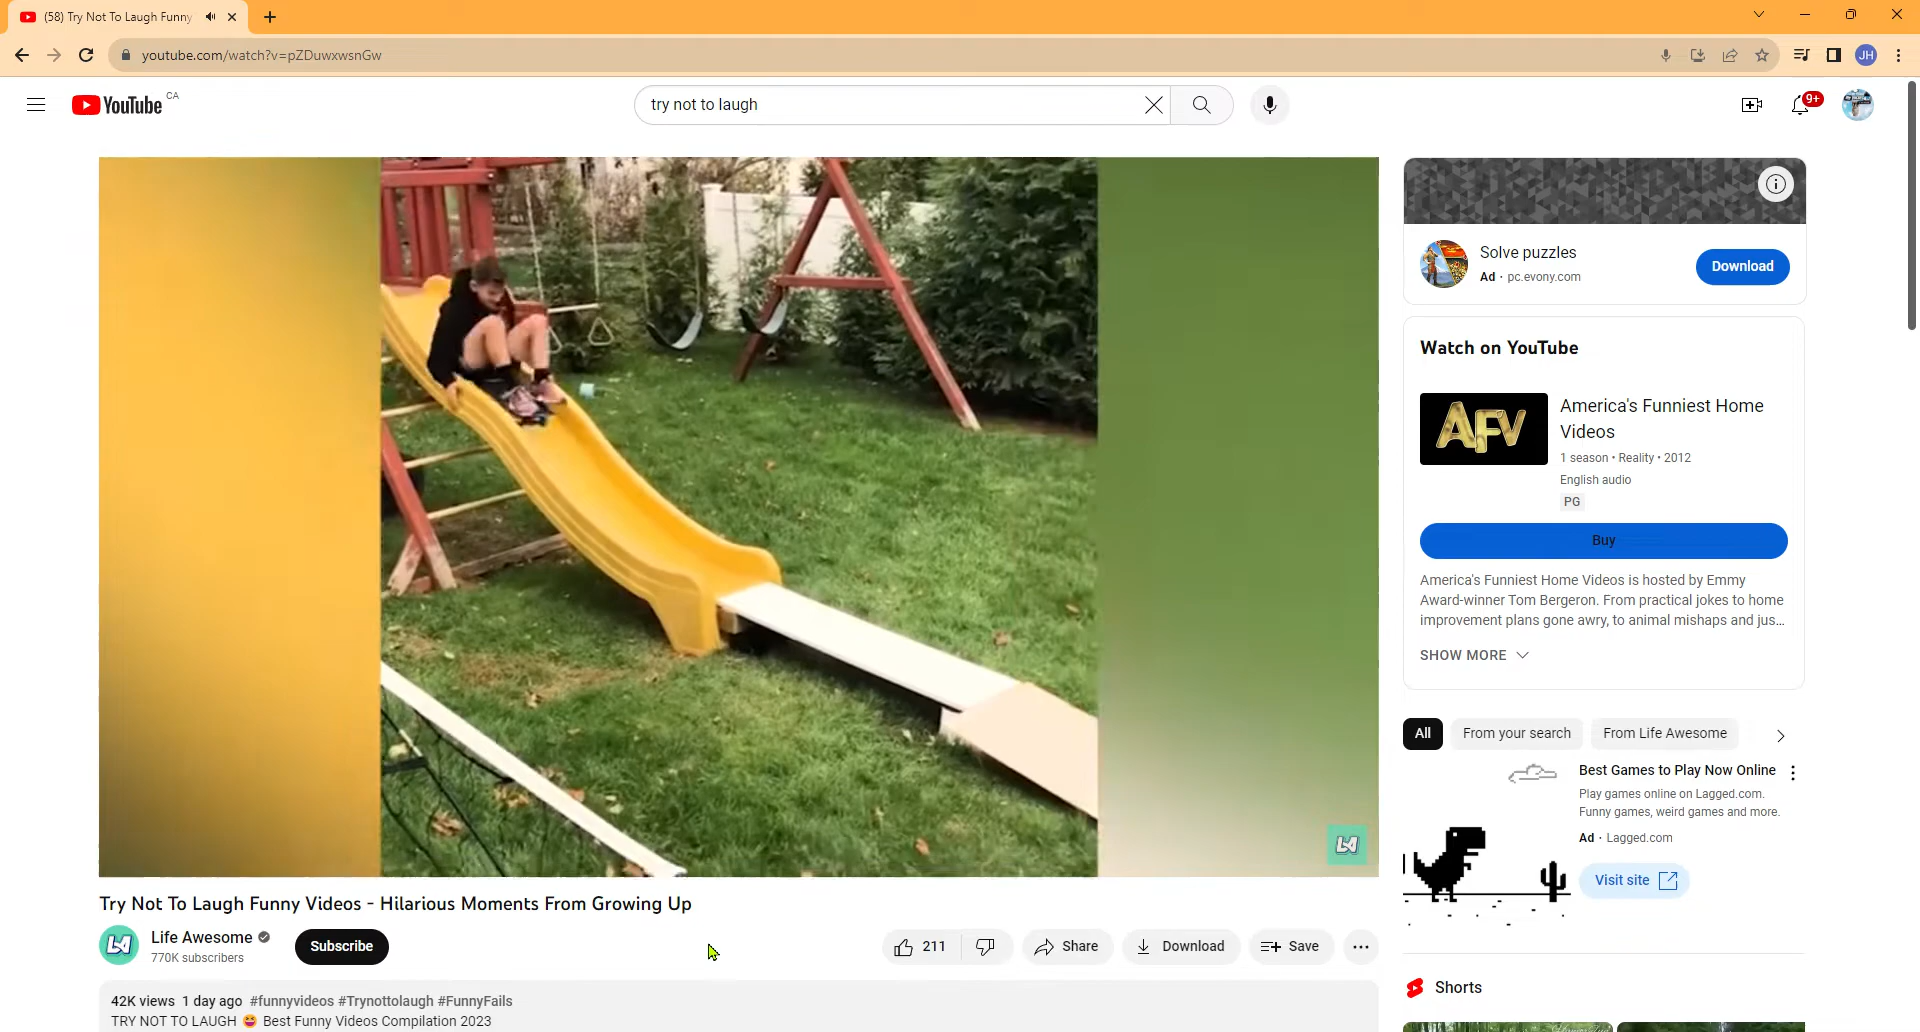 (58) Try Not To Laugh Funny
youtube.com/watch?v=pZDuwxwsnGw
JH
YouTube CA
try not to laugh
9+
Solve puzzles
Ad · pc.evony.com
Download
Watch on YouTube
AFV
America's Funniest Home
Videos
1 season • Reality • 2012
English audio
PG
Buy
America's Funniest Home Videos is hosted by Emmy
Award-winner Tom Bergeron. From practical jokes to home
improvement plans gone awry, to animal mishaps and jus...
SHOW MORE
All
From your search
From Life Awesome
Best Games to Play Now Online
Play games online on Lagged.com.
Funny games, weird games and more.
Ad · Lagged.com
Visit site
Shorts
LA
Try Not To Laugh Funny Videos - Hilarious Moments From Growing Up
LA
Life Awesome
770K subscribers
Subscribe
211
Share
Download
Save
42K views 1 day ago #funnyvideos #Trynottolaugh #FunnyFails
TRY NOT TO LAUGH 😆 Best Funny Videos Compilation 2023